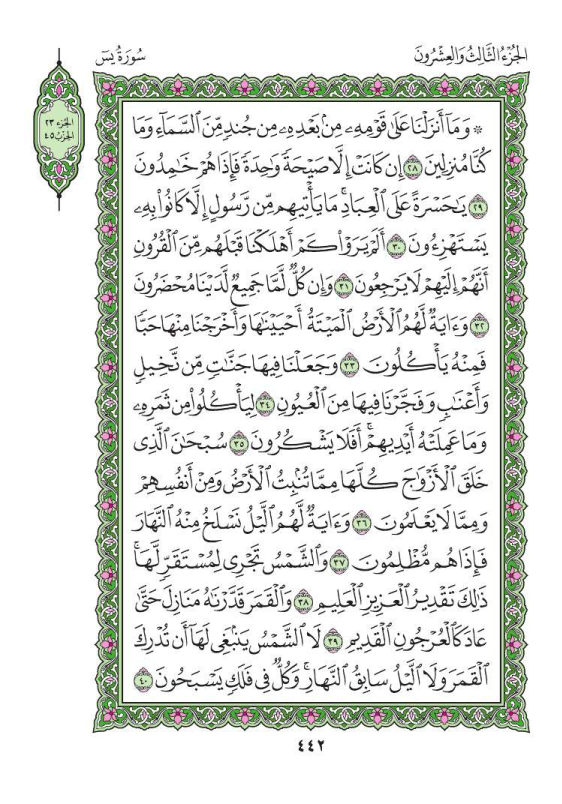 الجُزْءُ الثَّالِثُ وَالعِشْرُونَ
سُورَةُ يسٓ
الجزء ٢٣
الحزب ٤٥
۞ وَمَآ أَنزَلْنَا عَلَىٰ قَوْمِهِۦ مِنۢ بَعْدِهِۦ مِن جُندٍ مِّنَ ٱلسَّمَآءِ وَمَا
كُنَّا مُنزِلِينَ ٢٨ إِن كَانَتْ إِلَّا صَيْحَةً وَٰحِدَةً فَإِذَا هُمْ خَٰمِدُونَ
٢٩ يَٰحَسْرَةً عَلَى ٱلْعِبَادِۚ مَا يَأْتِيهِم مِّن رَّسُولٍ إِلَّا كَانُوا۟ بِهِۦ
يَسْتَهْزِءُونَ ٣٠ أَلَمْ يَرَوْا۟ كَمْ أَهْلَكْنَا قَبْلَهُم مِّنَ ٱلْقُرُونِ
أَنَّهُمْ إِلَيْهِمْ لَا يَرْجِعُونَ ٣١ وَإِن كُلٌّ لَّمَّا جَمِيعٌ لَّدَيْنَا مُحْضَرُونَ
٣٢ وَءَايَةٌ لَّهُمُ ٱلْأَرْضُ ٱلْمَيْتَةُ أَحْيَيْنَٰهَا وَأَخْرَجْنَا مِنْهَا حَبًّا
فَمِنْهُ يَأْكُلُونَ ٣٣ وَجَعَلْنَا فِيهَا جَنَّٰتٍ مِّن نَّخِيلٍ
وَأَعْنَٰبٍ وَفَجَّرْنَا فِيهَا مِنَ ٱلْعُيُونِ ٣٤ لِيَأْكُلُوا۟ مِن ثَمَرِهِۦ
وَمَا عَمِلَتْهُ أَيْدِيهِمْۚ أَفَلَا يَشْكُرُونَ ٣٥ سُبْحَٰنَ ٱلَّذِى
خَلَقَ ٱلْأَزْوَٰجَ كُلَّهَا مِمَّا تُنۢبِتُ ٱلْأَرْضُ وَمِنْ أَنفُسِهِمْ
وَمِمَّا لَا يَعْلَمُونَ ٣٦ وَءَايَةٌ لَّهُمُ ٱلَّيْلُ نَسْلَخُ مِنْهُ ٱلنَّهَارَ
فَإِذَا هُم مُّظْلِمُونَ ٣٧ وَٱلشَّمْسُ تَجْرِى لِمُسْتَقَرٍّ لَّهَاۚ
ذَٰلِكَ تَقْدِيرُ ٱلْعَزِيزِ ٱلْعَلِيمِ ٣٨ وَٱلْقَمَرَ قَدَّرْنَٰهُ مَنَازِلَ حَتَّىٰ
عَادَ كَٱلْعُرْجُونِ ٱلْقَدِيمِ ٣٩ لَا ٱلشَّمْسُ يَنۢبَغِى لَهَآ أَن تُدْرِكَ
ٱلْقَمَرَ وَلَا ٱلَّيْلُ سَابِقُ ٱلنَّهَارِۚ وَكُلٌّ فِى فَلَكٍ يَسْبَحُونَ ٤٠
٤٤٢